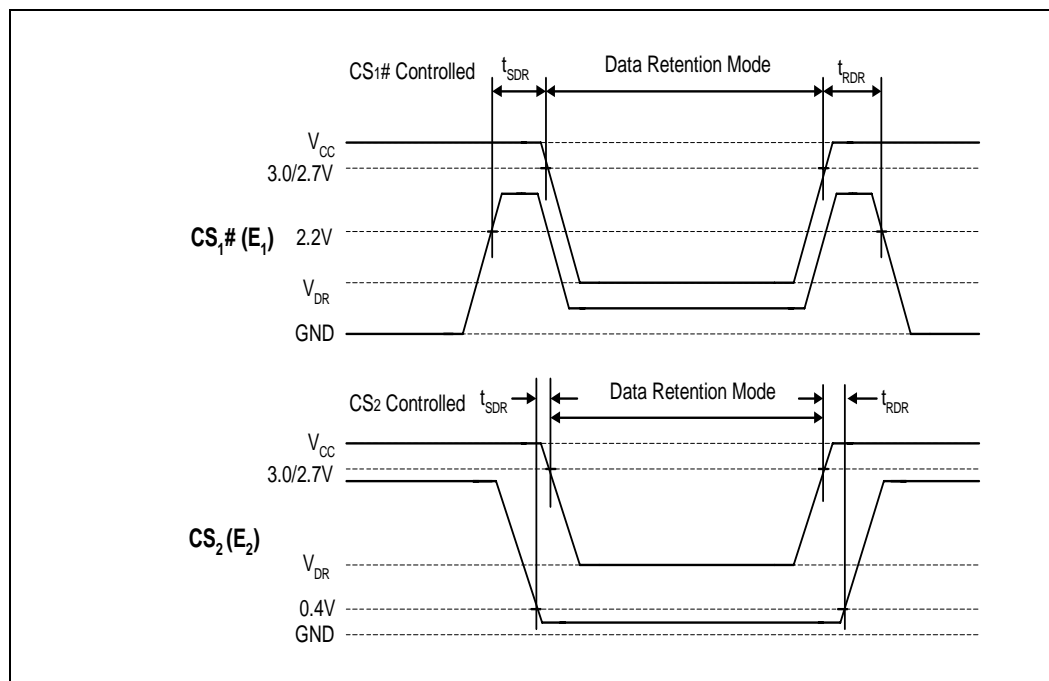 CS1# Controlled tSDR Data Retention Mode tRDR
VCC
3.0/2.7V
CS1# (E1) 2.2V
VDR
GND
CS2 Controlled tSDR Data Retention Mode tRDR
VCC
3.0/2.7V
CS2 (E2)
VDR
0.4V
GND